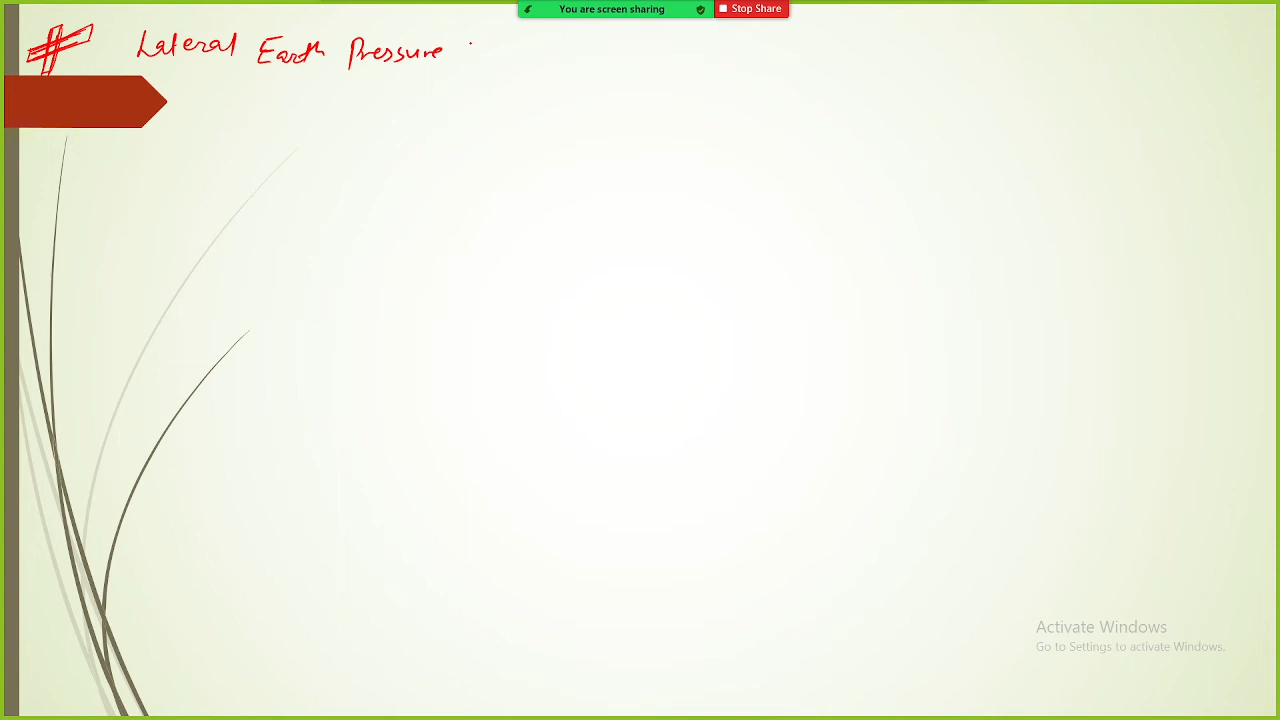 You are screen sharing Stop Share
# Lateral Earth Pressure
Activate Windows
Go to Settings to activate Windows.